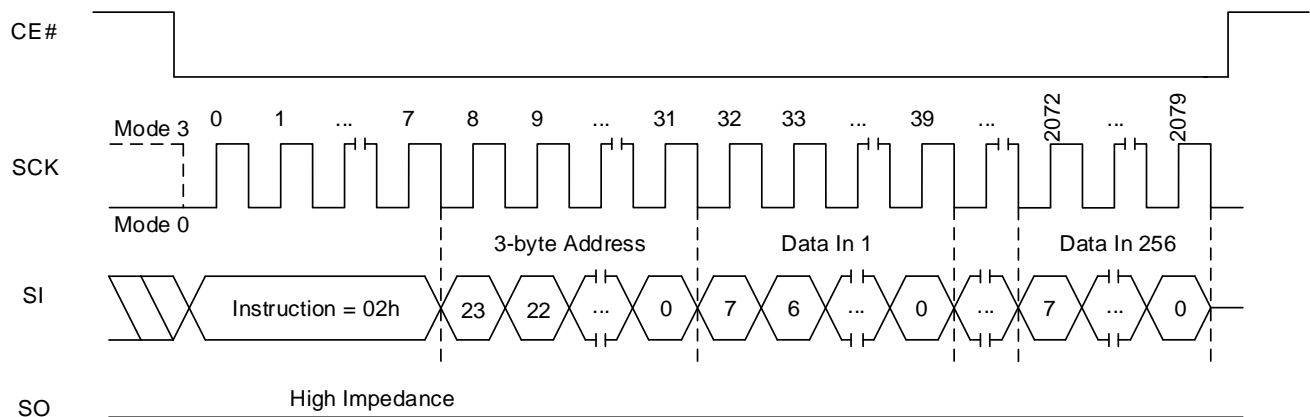 CE#
0 1 ... 7 8 9 ... 31 32 33 ... 39 ... 2072 ... 2079
Mode 3
SCK
Mode 0
3-byte Address Data In 1 Data In 256
SI Instruction = 02h 23 22 ... 0 7 6 ... 0 ... 7 ... 0
High Impedance
SO